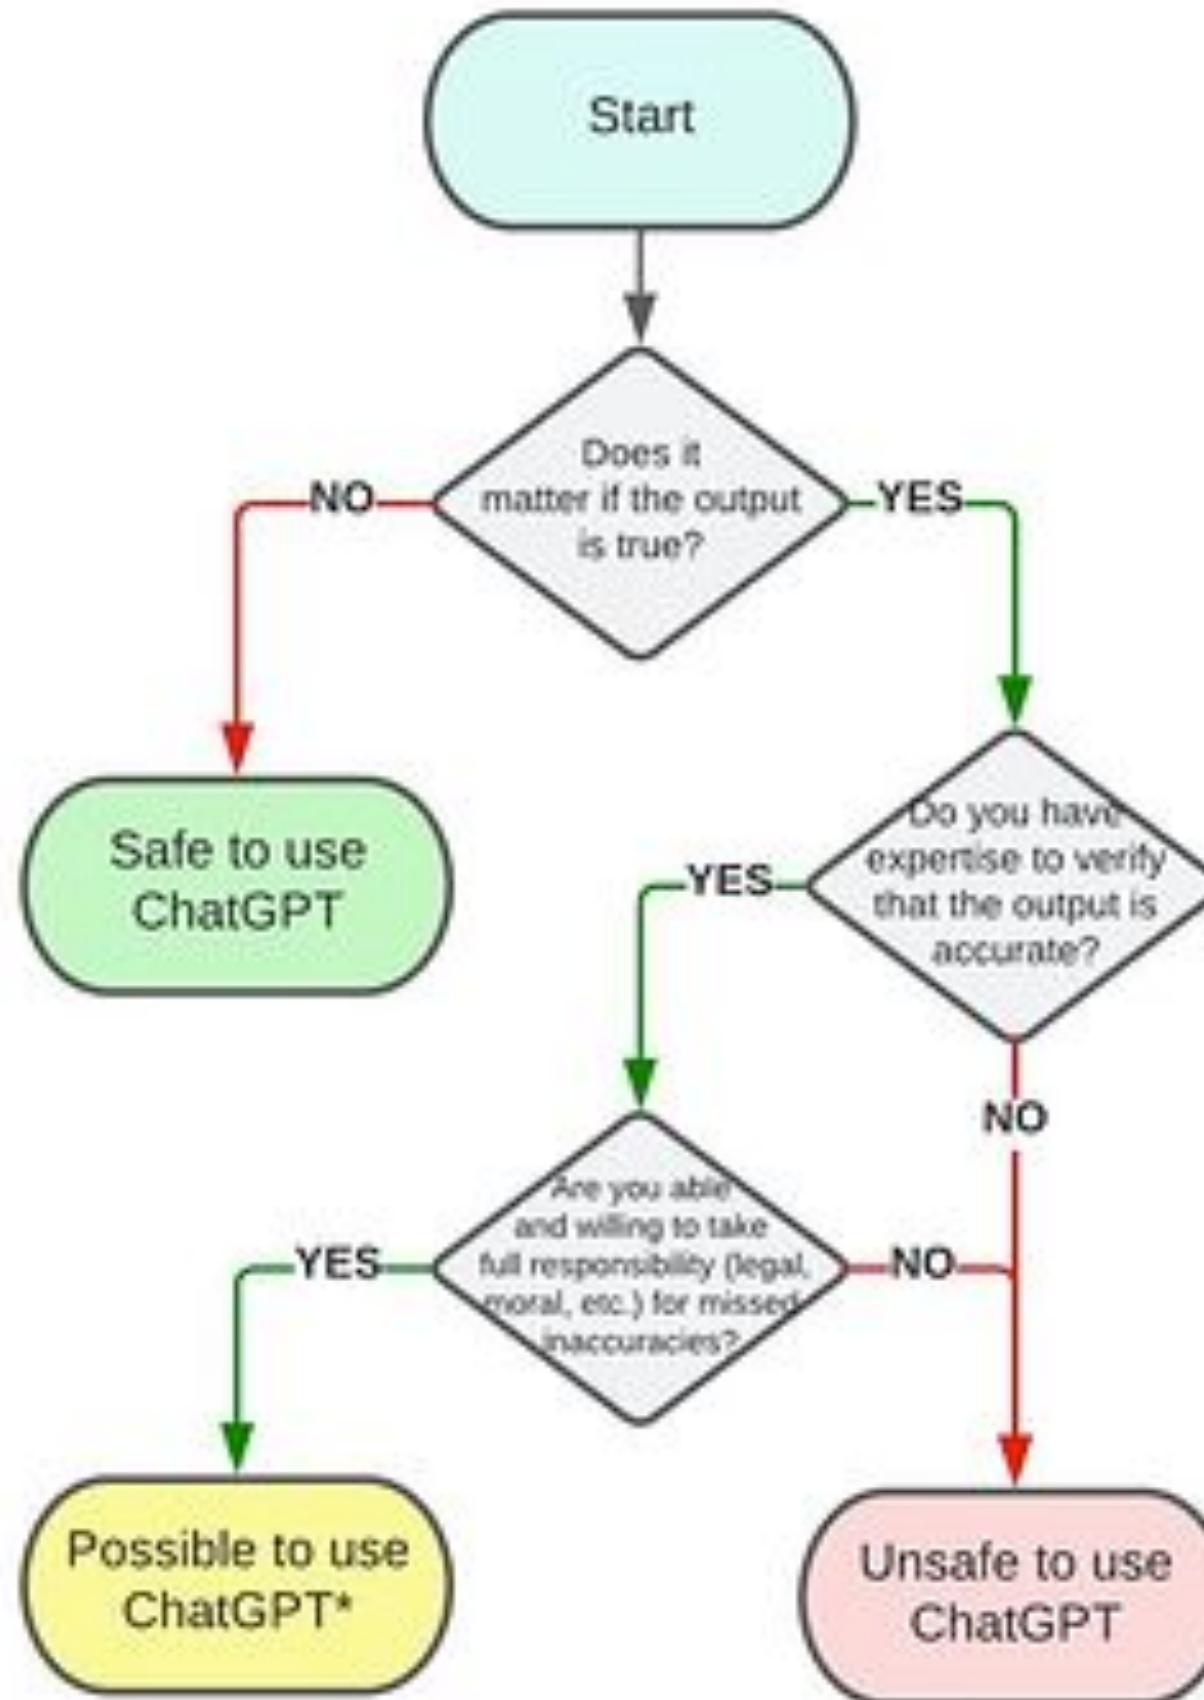 Start
Does it
matter if the output
is true?
NO
YES
Safe to use
ChatGPT
Do you have
expertise to verify
that the output is
accurate?
YES
NO
Are you able
and willing to take
full responsibility (legal,
moral, etc.) for missed
inaccuracies?
YES
NO
Possible to use
ChatGPT*
Unsafe to use
ChatGPT